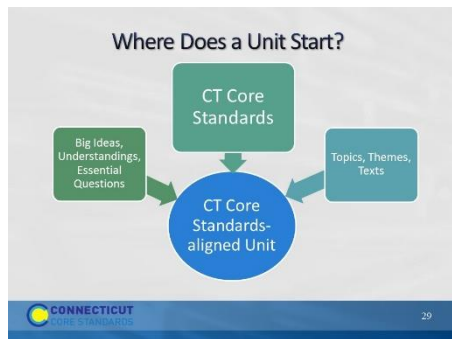 Where Does a Unit Start?
CT Core
Standards
Big Ideas,
Understandings,
Essential
Questions
Topics, Themes,
Texts
CT Core
Standards-
aligned Unit
CONNECTICUT
CORE STANDARDS
29